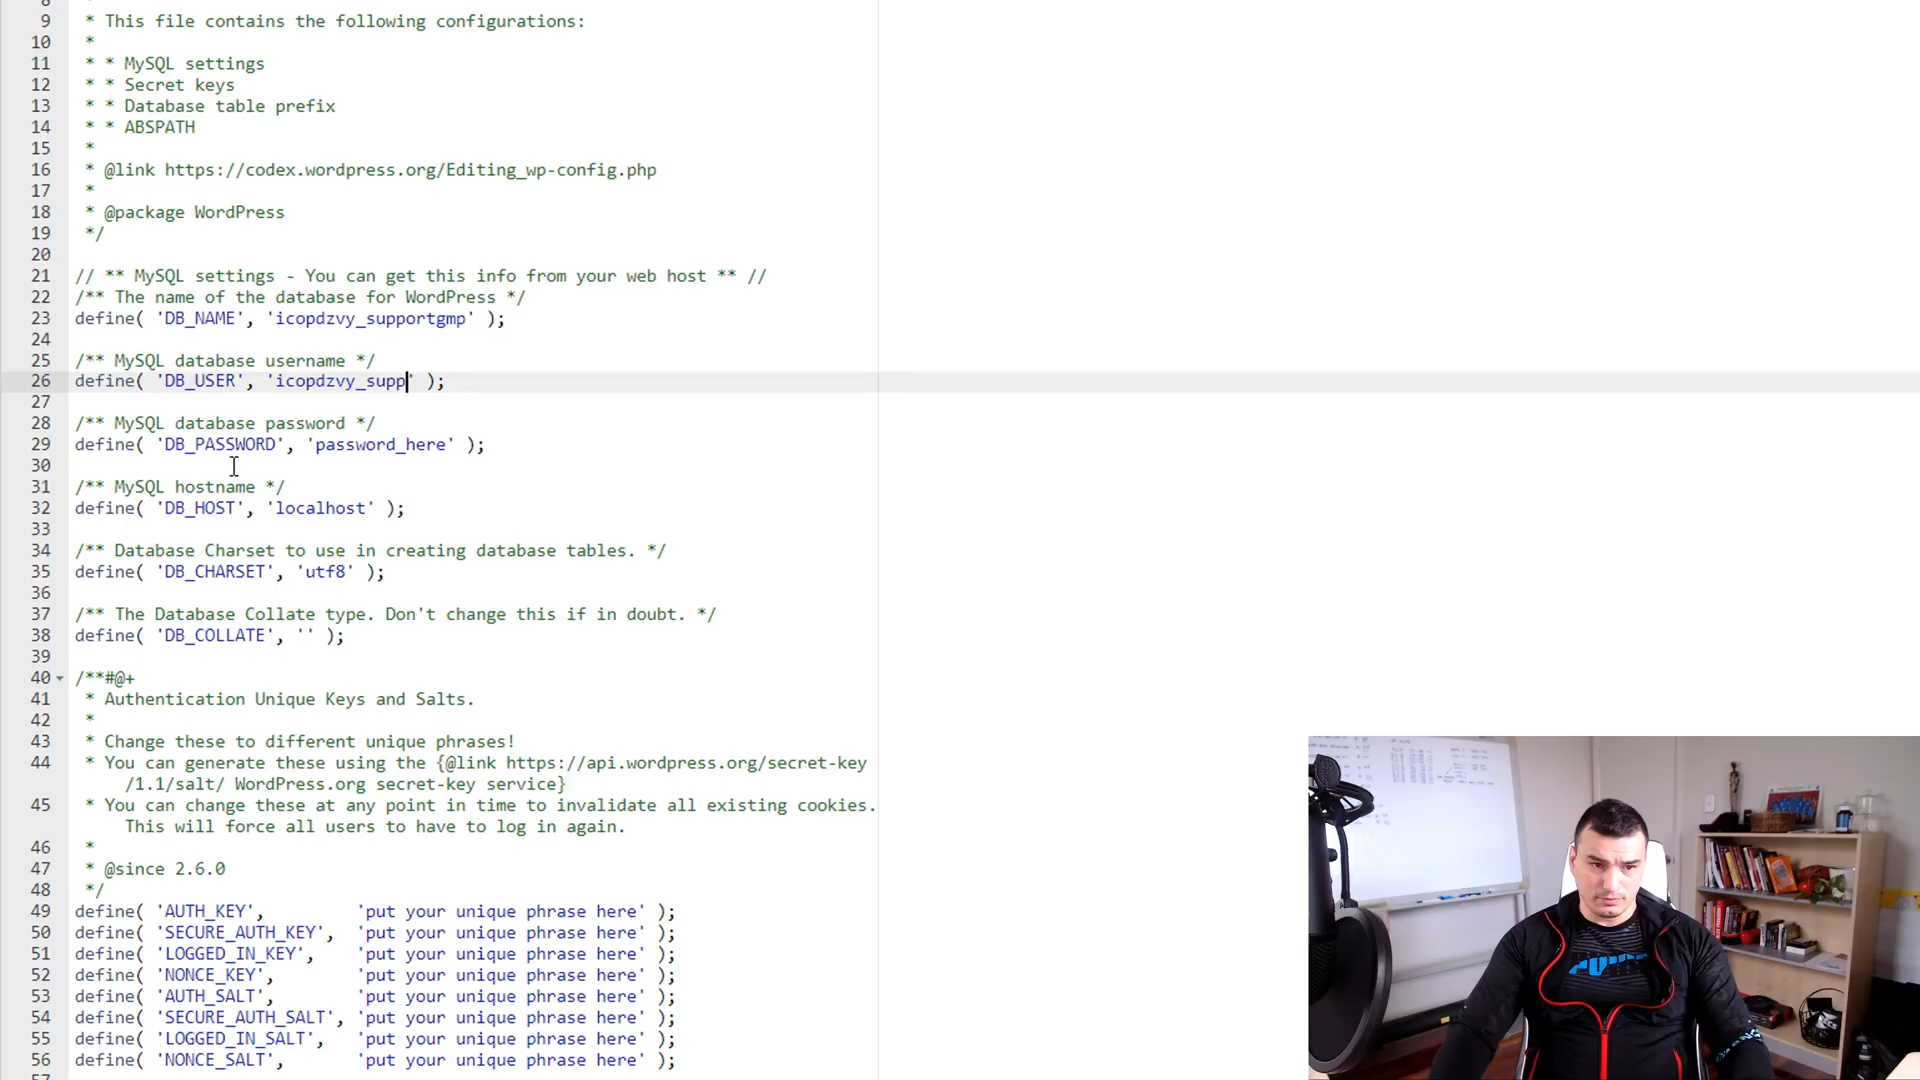 8
9 * This file contains the following configurations:
10 *
11 * * MySQL settings
12 * * Secret keys
13 * * Database table prefix
14 * * ABSPATH
15 *
16 * @link https://codex.wordpress.org/Editing_wp-config.php
17 *
18 * @package WordPress
19 */
20
21 // ** MySQL settings - You can get this info from your web host ** //
22 /** The name of the database for WordPress */
23 define( 'DB_NAME', 'icopdzvy_supportgmp' );
24
25 /** MySQL database username */
26 define( 'DB_USER', 'icopdzvy_supp' );
27
28 /** MySQL database password */
29 define( 'DB_PASSWORD', 'password_here' );
30
31 /** MySQL hostname */
32 define( 'DB_HOST', 'localhost' );
33
34 /** Database Charset to use in creating database tables. */
35 define( 'DB_CHARSET', 'utf8' );
36
37 /** The Database Collate type. Don't change this if in doubt. */
38 define( 'DB_COLLATE', '' );
39
40 /**#@+
41 * Authentication Unique Keys and Salts.
42 *
43 * Change these to different unique phrases!
44 * You can generate these using the {@link https://api.wordpress.org/secret-key
/1.1/salt/ WordPress.org secret-key service}
45 * You can change these at any point in time to invalidate all existing cookies.
This will force all users to have to log in again.
46 *
47 * @since 2.6.0
48 */
49 define( 'AUTH_KEY', 'put your unique phrase here' );
50 define( 'SECURE_AUTH_KEY', 'put your unique phrase here' );
51 define( 'LOGGED_IN_KEY', 'put your unique phrase here' );
52 define( 'NONCE_KEY', 'put your unique phrase here' );
53 define( 'AUTH_SALT', 'put your unique phrase here' );
54 define( 'SECURE_AUTH_SALT', 'put your unique phrase here' );
55 define( 'LOGGED_IN_SALT', 'put your unique phrase here' );
56 define( 'NONCE_SALT', 'put your unique phrase here' );
57